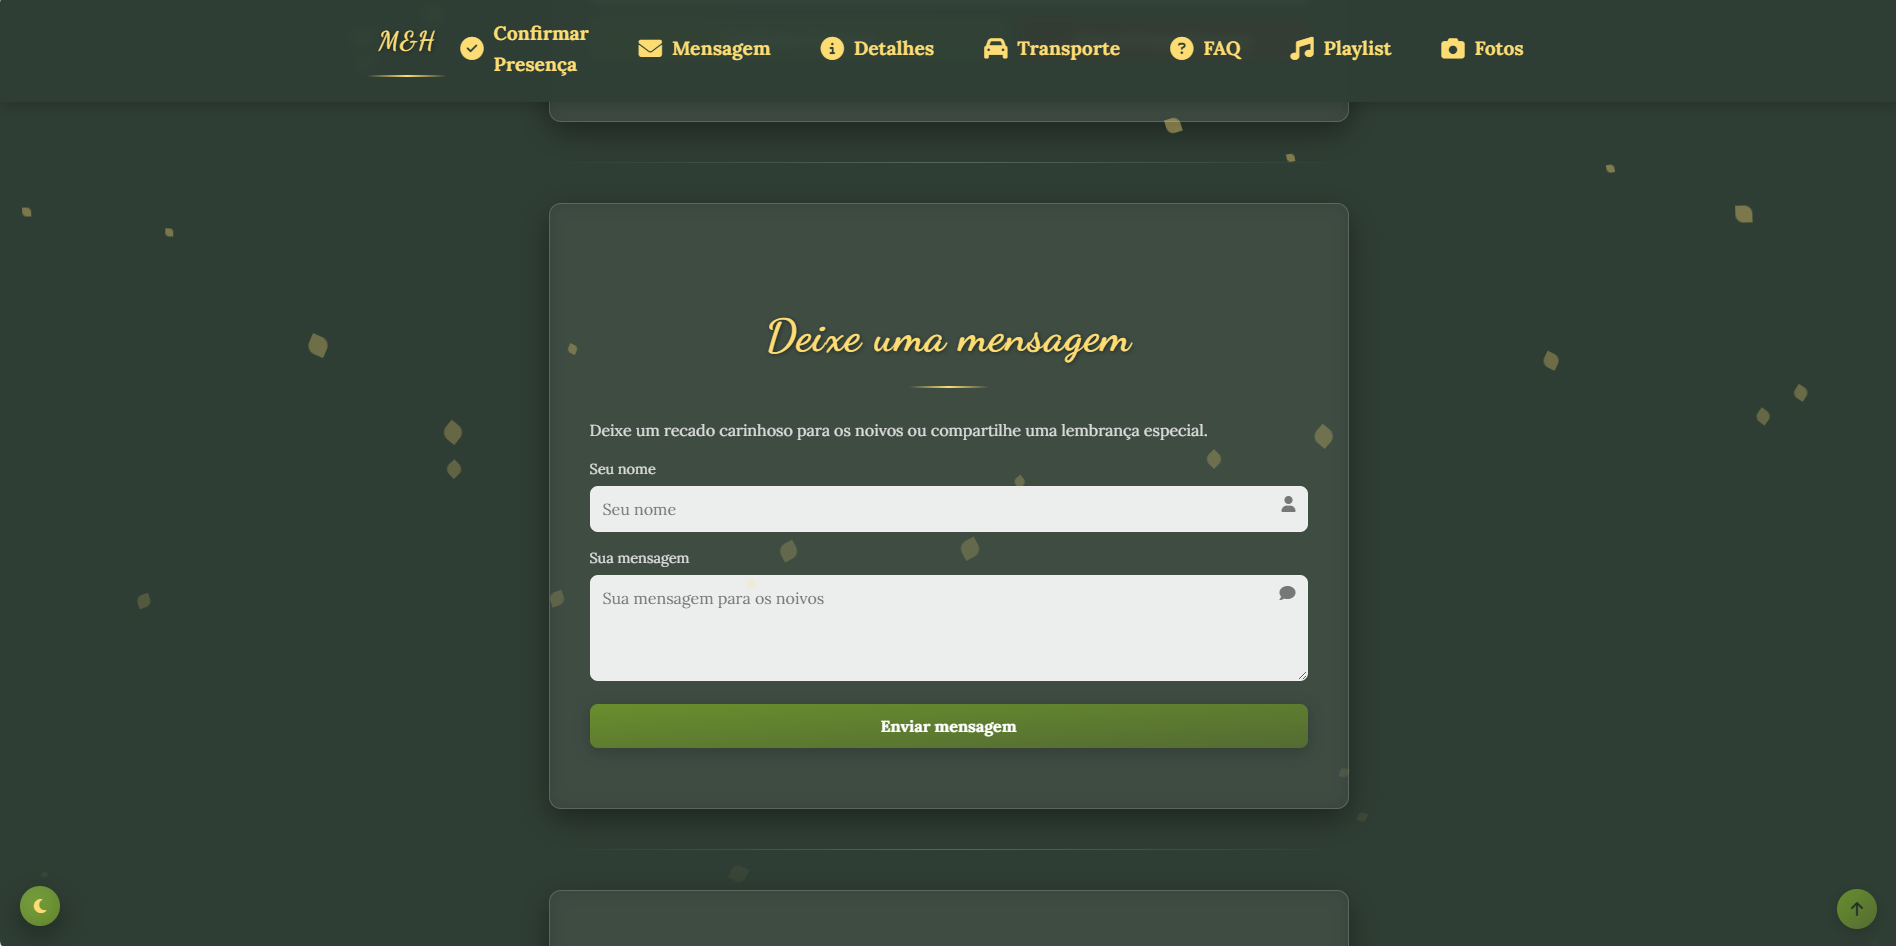 M&H
Confirmar
Presença
Mensagem
Detalhes
Transporte
FAQ
Playlist
Fotos
Deixe uma mensagem
Deixe um recado carinhoso para os noivos ou compartilhe uma lembrança especial.
Seu nome
Seu nome
Sua mensagem
Sua mensagem para os noivos
Enviar mensagem